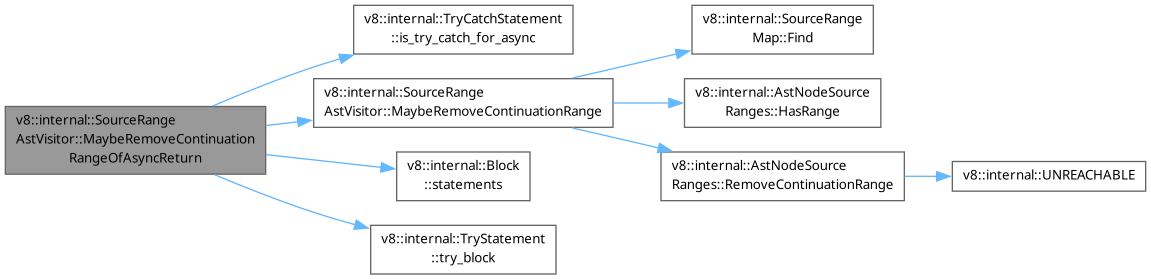 v8::internal::SourceRange
AstVisitor::MaybeRemoveContinuation
RangeOfAsyncReturn
v8::internal::TryCatchStatement
::is_try_catch_for_async
v8::internal::SourceRange
AstVisitor::MaybeRemoveContinuationRange
v8::internal::Block
::statements
v8::internal::TryStatement
::try_block
v8::internal::SourceRange
Map::Find
v8::internal::AstNodeSource
Ranges::HasRange
v8::internal::AstNodeSource
Ranges::RemoveContinuationRange
v8::internal::UNREACHABLE